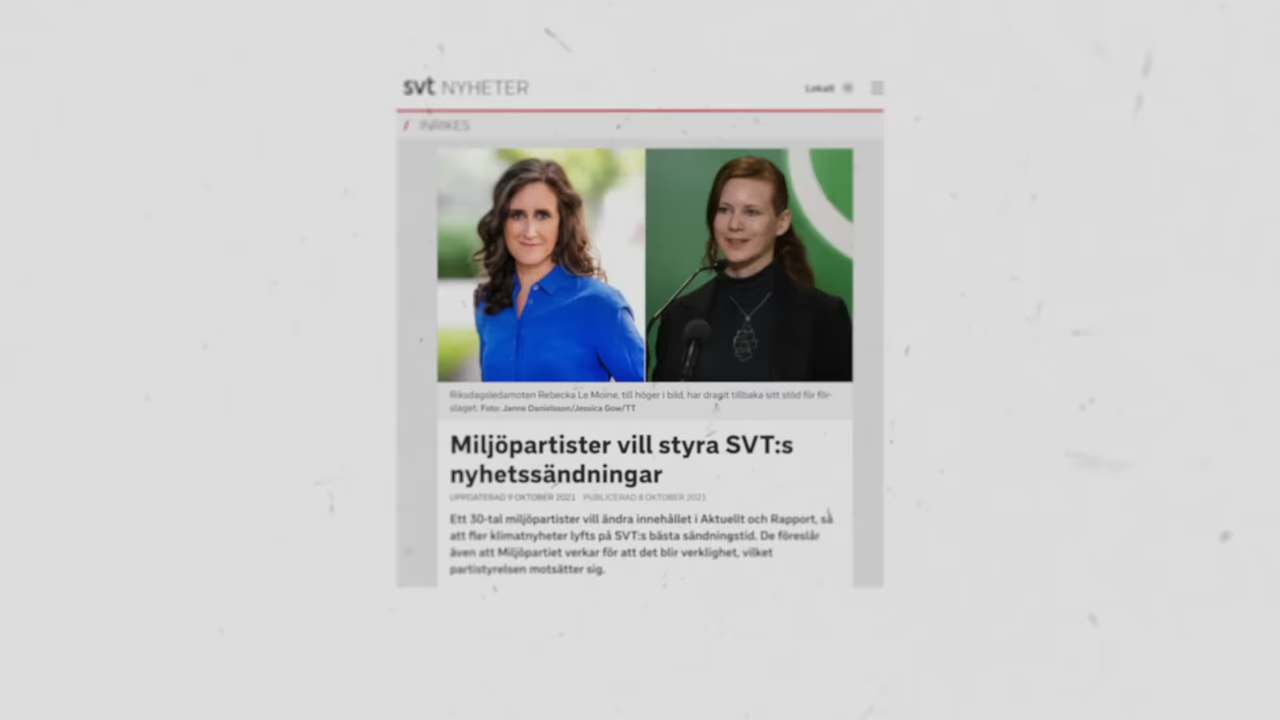 svt NYHETER
Lokalt
/ INRIKES
Riksdagsledamoten Rebecka Le Moine, till höger i bild, har dragit tillbaka sitt stöd för för-
slaget. Foto: Janne Danielsson/Jessica Gow/TT
Miljöpartister vill styra SVT:s
nyhetssändningar
UPPDATERAD 9 OKTOBER 2021 PUBLICERAD 8 OKTOBER 2021
Ett 30-tal miljöpartister vill ändra innehållet i Aktuellt och Rapport, så
att fler klimatnyheter lyfts på SVT:s bästa sändningstid. De föreslår
även att Miljöpartiet verkar för att det blir verklighet, vilket
partistyrelsen motsätter sig.